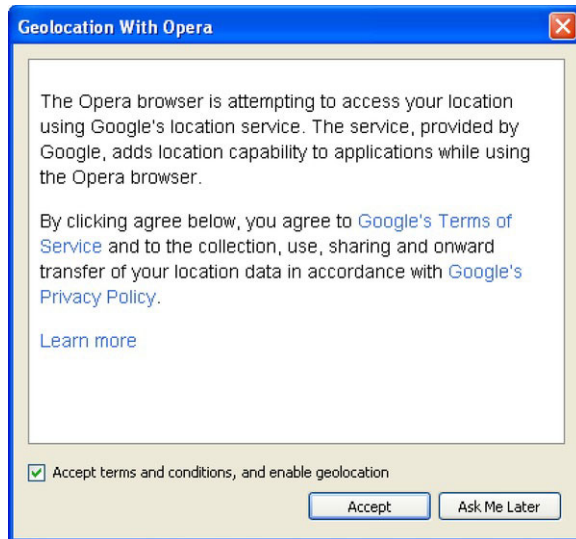 Geolocation With Opera
The Opera browser is attempting to access your location
using Google's location service. The service, provided by
Google, adds location capability to applications while using
the Opera browser.
By clicking agree below, you agree to Google's Terms of
Service and to the collection, use, sharing and onward
transfer of your location data in accordance with Google's
Privacy Policy.
Learn more
Accept terms and conditions, and enable geolocation
Accept Ask Me Later